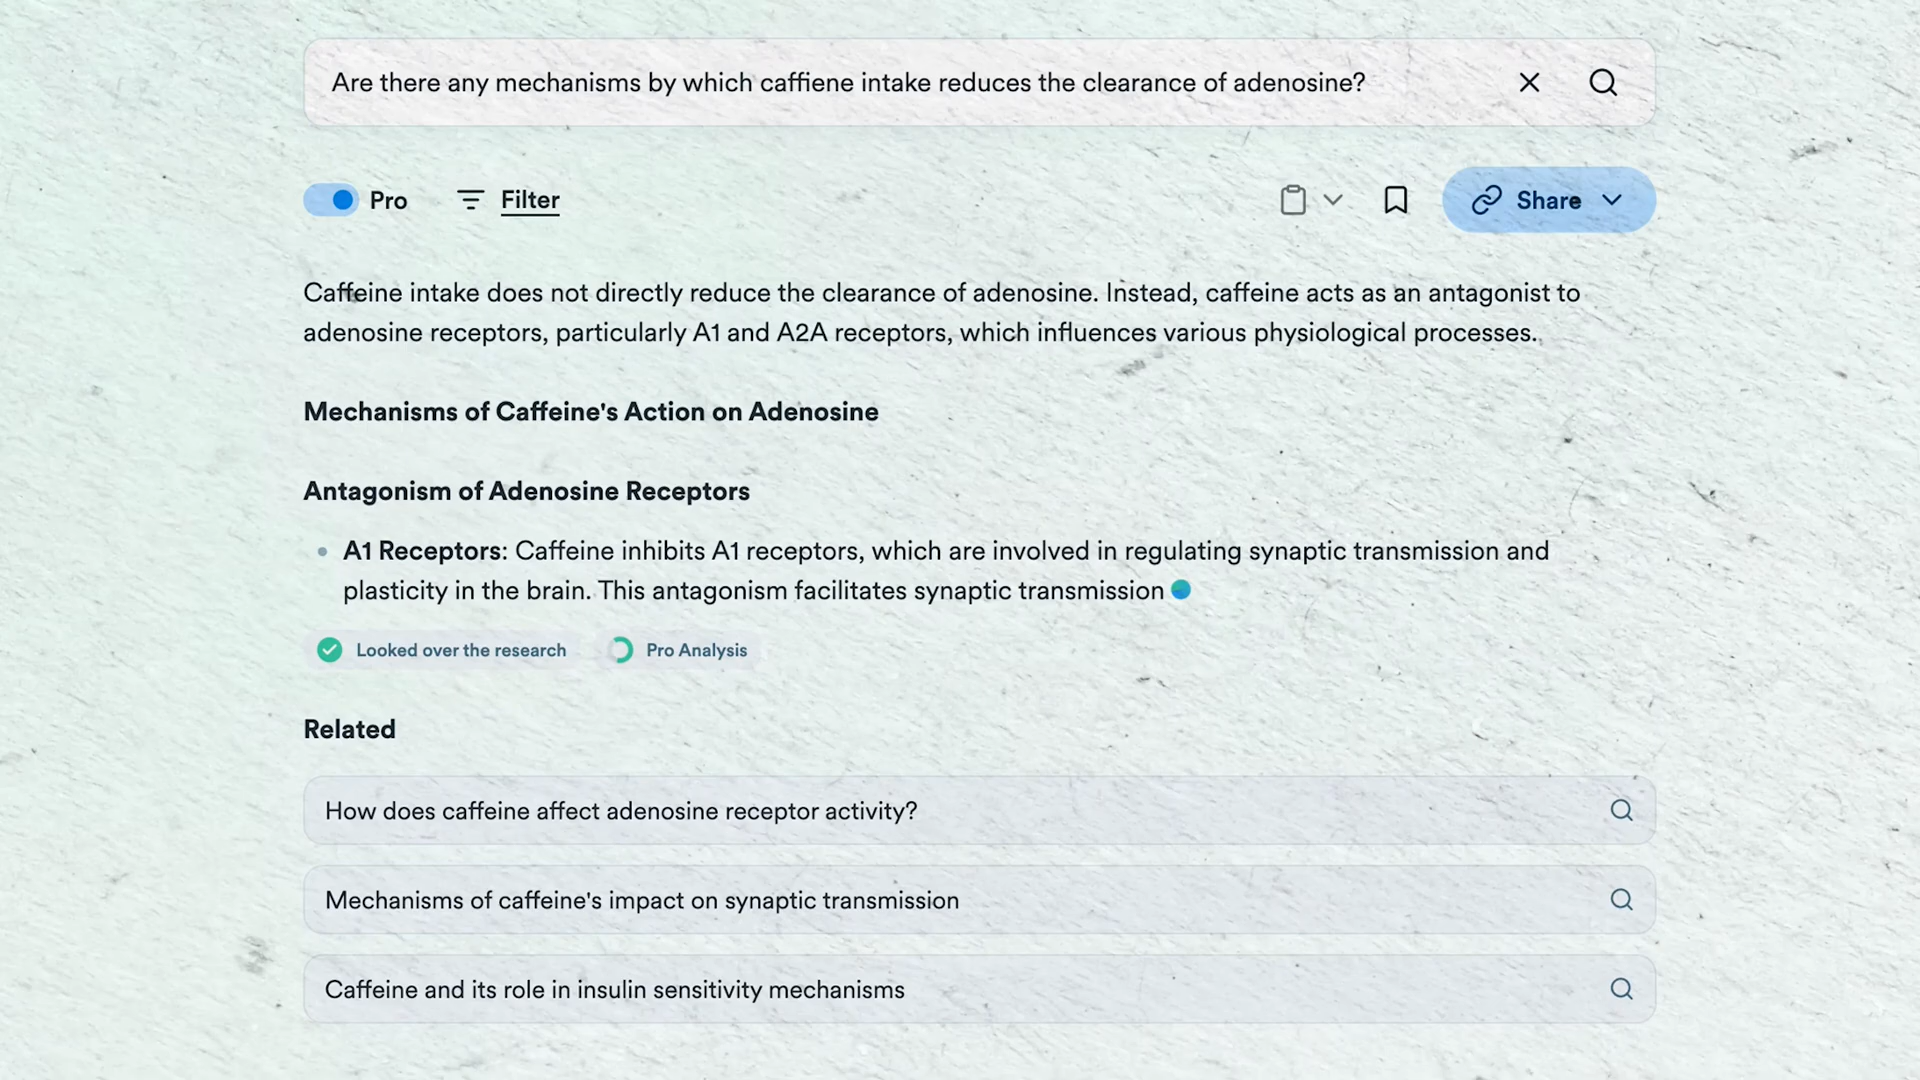 Are there any mechanisms by which caffiene intake reduces the clearance of adenosine?
Pro
Filter
Share
Caffeine intake does not directly reduce the clearance of adenosine. Instead, caffeine acts as an antagonist to
adenosine receptors, particularly A1 and A2A receptors, which influences various physiological processes.
Mechanisms of Caffeine's Action on Adenosine
Antagonism of Adenosine Receptors
A1 Receptors: Caffeine inhibits A1 receptors, which are involved in regulating synaptic transmission and
plasticity in the brain. This antagonism facilitates synaptic transmission
Looked over the research
Pro Analysis
Related
How does caffeine affect adenosine receptor activity?
Mechanisms of caffeine's impact on synaptic transmission
Caffeine and its role in insulin sensitivity mechanisms